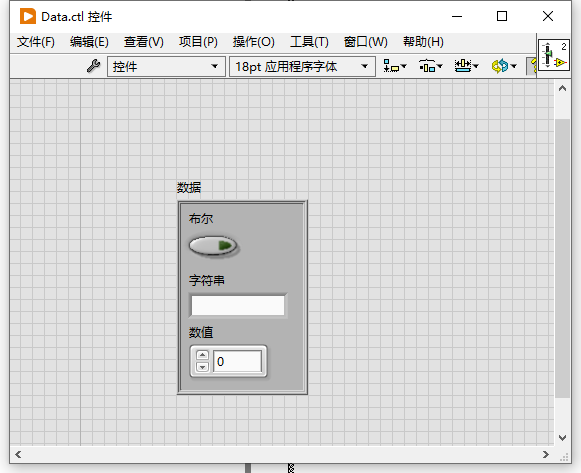 Data.ctl 控件
文件(F) 编辑(E) 查看(V) 项目(P) 操作(O) 工具(T) 窗口(W) 帮助(H)
控件 18pt 应用程序字体
2
数据
布尔
字符串
数值
0